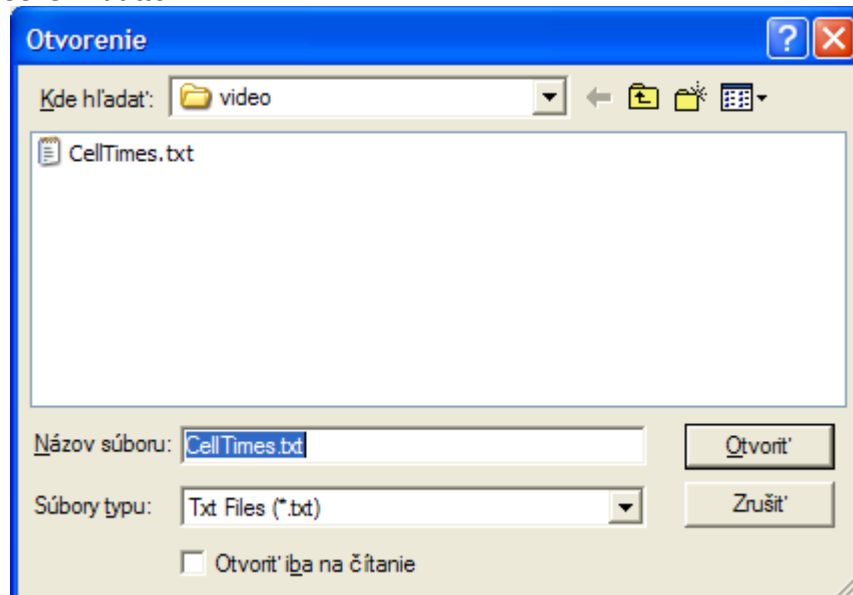 Otvorenie
Kde hľadať: video
CellTimes.txt
Názov súboru: CellTimes.txt Otvoriť
Súbory typu: Txt Files (*.txt) Zrušiť
Otvoriť iba na čítanie